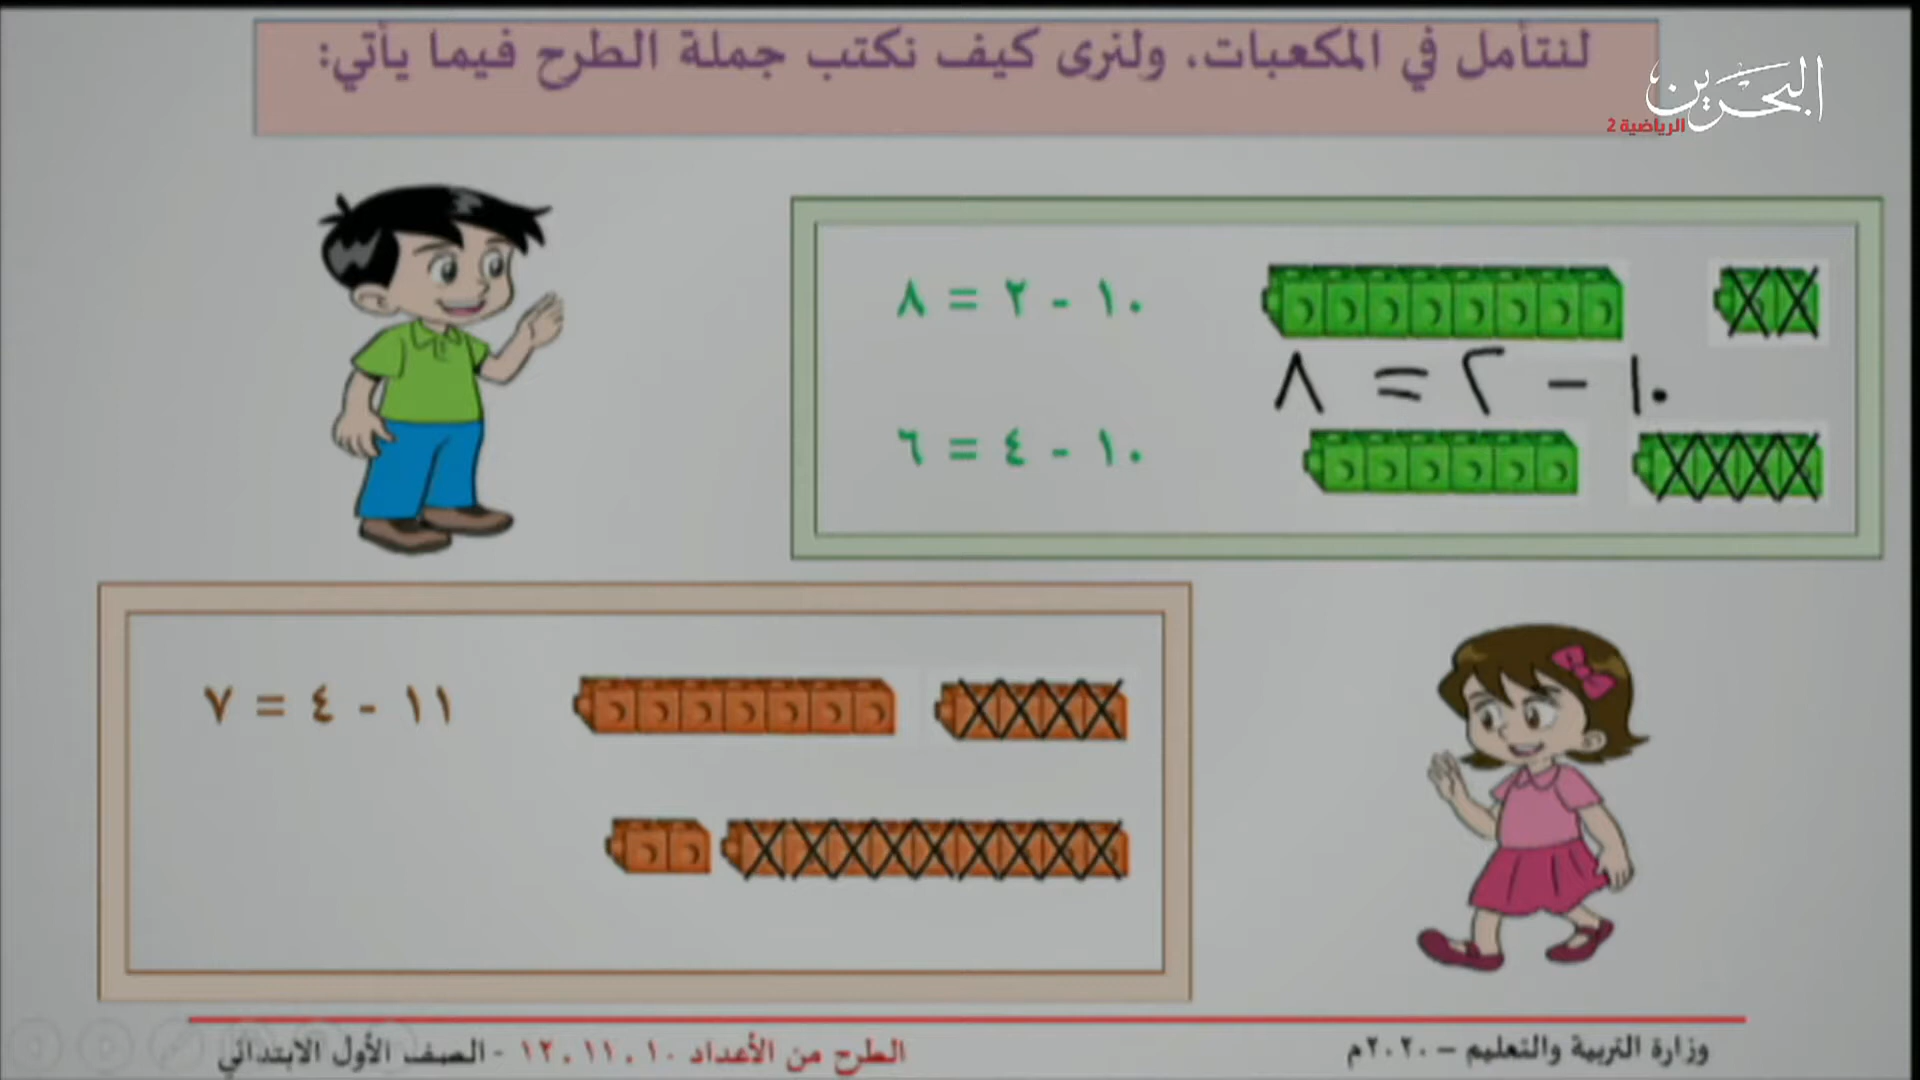 لنتأمل في المكعبات، ولنرى كيف نكتب جملة الطرح فيما يأتي:
البحرين
الرياضية 2
١٠ - ٢ = ٨
١٠ - ٢ = ٨
١٠ - ٤ = ٦
١١ - ٤ = ٧
وزارة التربية والتعليم – ٢٠٢٠م
الطرح من الأعداد ١٠، ١١، ١٢ - الصف الأول الابتدائي